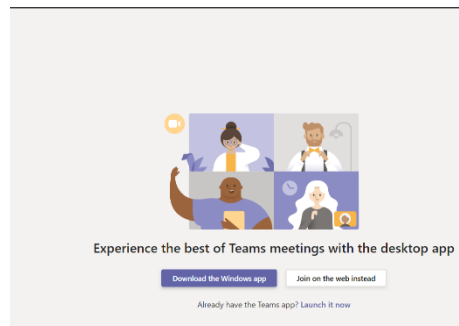 Experience the best of Teams meetings with the desktop app
Download the Windows app
Join on the web instead
Already have the Teams app? Launch it now